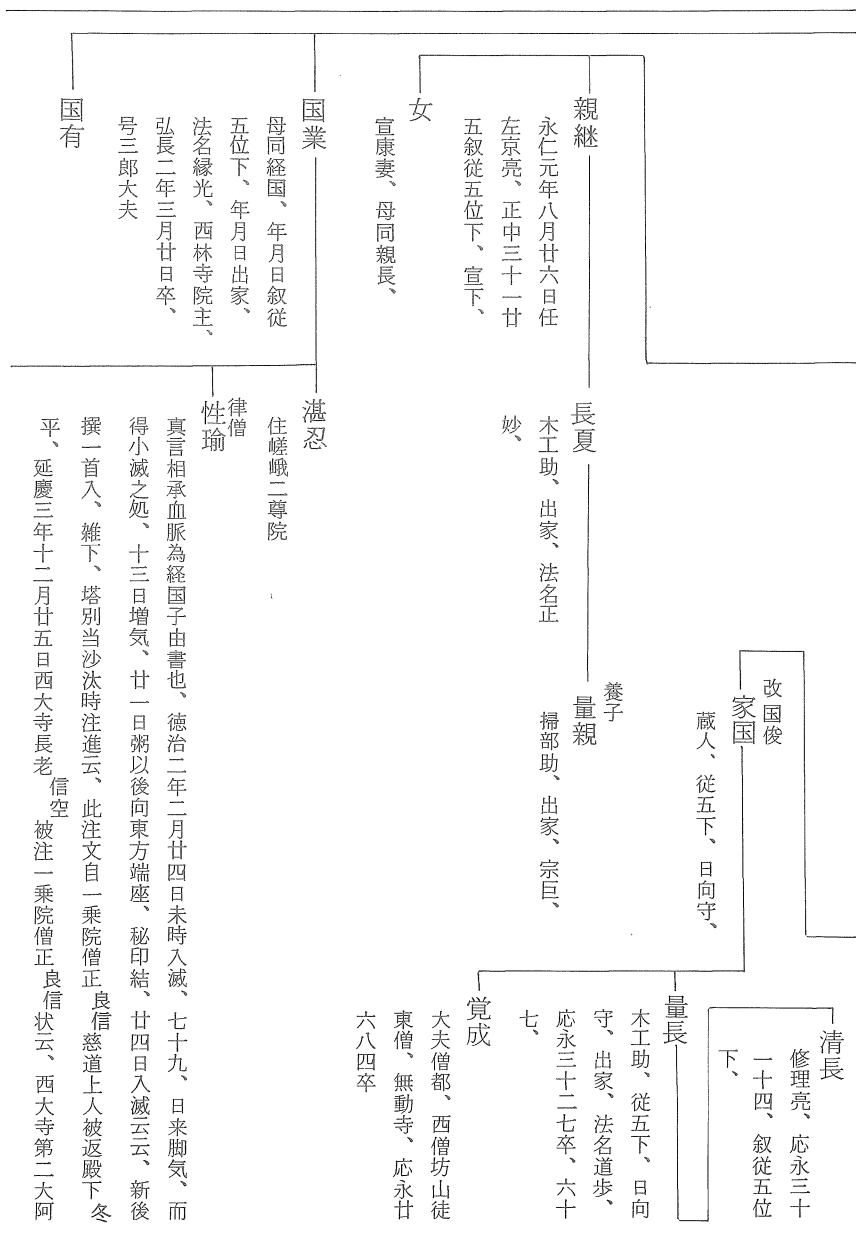 親継
永仁元年八月廿六日任
左京亮、正中三十一廿
五叙従五位下、宣下、
女
宣康妻、母同親長、
国業
母同経国、年月日叙従
五位下、年月日出家、
法名縁光、西林寺院主、
弘長二年三月廿日卒、
号三郎大夫
国有
長夏
木工助、出家、法名正
妙、
湛忍
住嵯峨二尊院
律僧
性瑜
真言相承血脈為経国子由書也、徳治二年二月廿四日未時入滅、七十九、日来脚気、而
得小滅之処、十三日増気、廿一日粥以後向東方端座、秘印結、廿四日入滅云云、新後
撰一首入、雑下、塔別当沙汰時注進云、此注文自一乗院僧正良信慈道上人被返殿下冬
平、延慶三年十二月廿五日西大寺長老信空被注一乗院僧正良信状云、西大寺第二大阿
改国俊
家国
蔵人、従五下、日向守、
養子
量親
掃部助、出家、宗巨、
清長
修理亮、応永三十
一十四、叙従五位
下、
量長
木工助、従五下、日向
守、出家、法名道歩、
応永三十二七卒、六十
七、
覚成
大夫僧都、西僧坊山徒
東僧、無動寺、応永廿
六八四卒